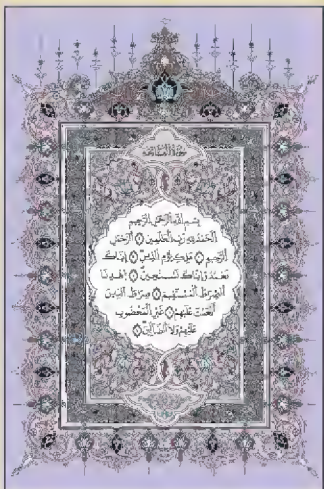 سورة الفاتحة
بسم الله الرحمن الرحيم
الحمد لله رب العلمين ۝ الرحمن
الرحيم ۝ ملك يوم الدين ۝ إياك
نعبد وإياك نستعين ۝ اهدنا
الصرط المستقيم ۝ صرط الذين
أنعمت عليهم ۝ غير المغضوب
عليهم ولا الضالين ۝